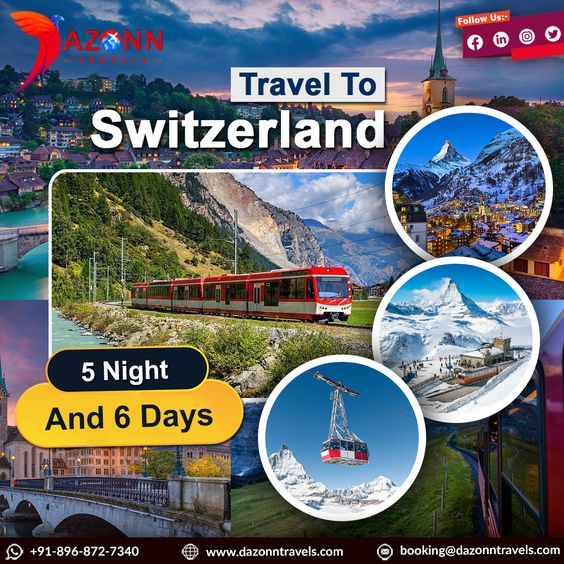 DAZONN
TRAVELS
Follow Us:-
Travel To
Switzerland
5 Night
And 6 Days
+91-896-872-7340
www.dazonntravels.com
booking@dazonntravels.com